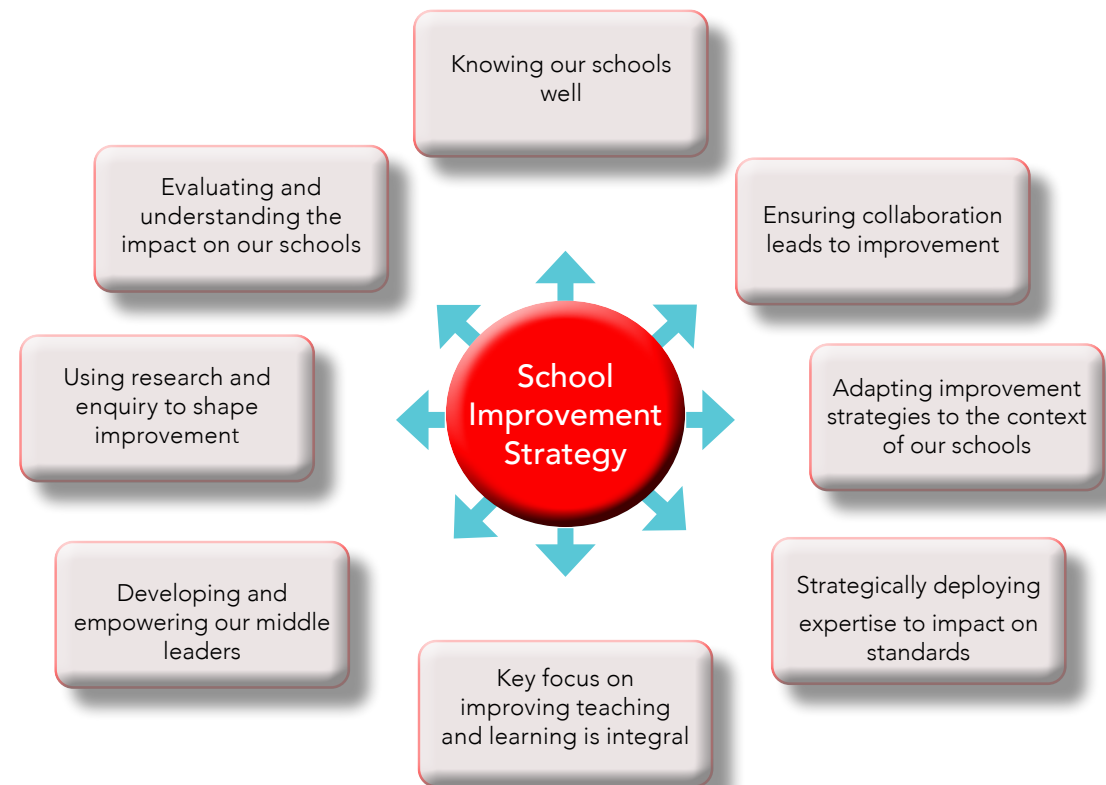 Knowing our schools
well
Evaluating and
understanding the
impact on our schools
Ensuring collaboration
leads to improvement
Using research and
enquiry to shape
improvement
School
Improvement
Strategy
Adapting improvement
strategies to the context
of our schools
Developing and
empowering our middle
leaders
Strategically deploying
expertise to impact on
standards
Key focus on
improving teaching
and learning is integral